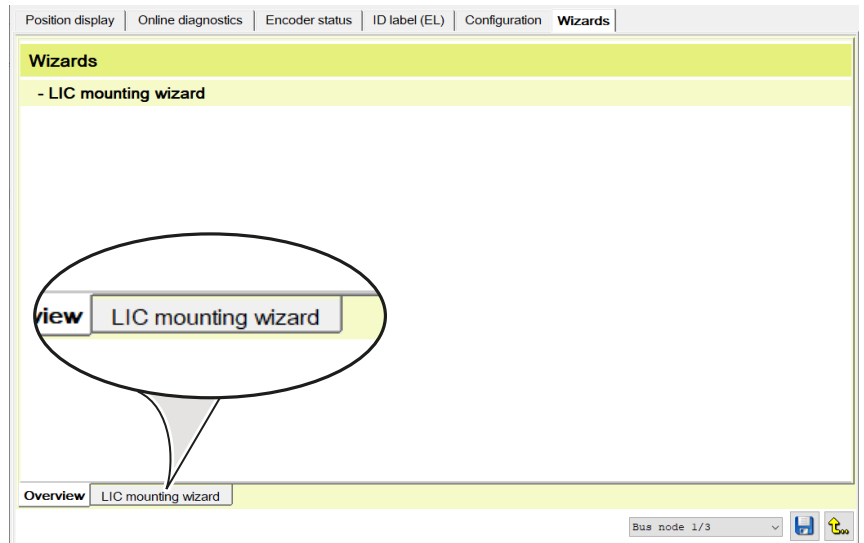 Position display Online diagnostics Encoder status ID label (EL) Configuration Wizards
Wizards
- LIC mounting wizard
view LIC mounting wizard
Overview LIC mounting wizard
Bus node 1/3